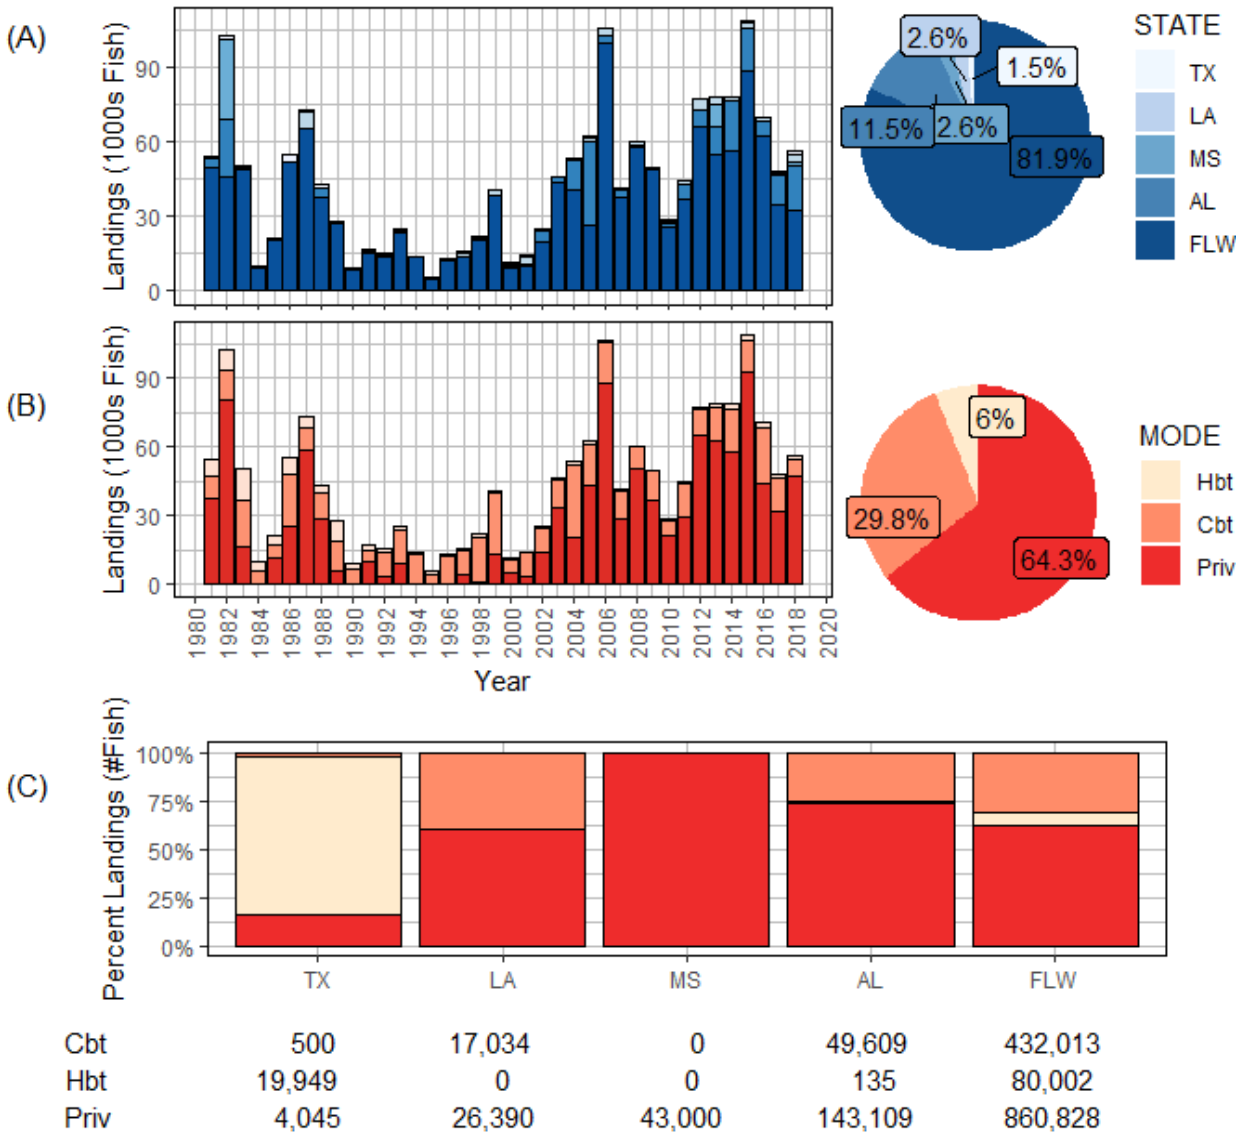 (A)
Landings (1000s Fish)
90
60
30
0
2.6%
1.5%
11.5%
2.6%
81.9%
STATE
TX
LA
MS
AL
FLW
(B)
Landings (1000s Fish)
90
60
30
0
1980 1982 1984 1986 1988 1990 1992 1994 1996 1998 2000 2002 2004 2006 2008 2010 2012 2014 2016 2018 2020
Year
6%
29.8%
64.3%
MODE
Hbt
Cbt
Priv
(C)
Percent Landings (#Fish)
100%
75%
50%
25%
0%
TX LA MS AL FLW
Cbt 500 17,034 0 49,609 432,013
Hbt 19,949 0 0 135 80,002
Priv 4,045 26,390 43,000 143,109 860,828